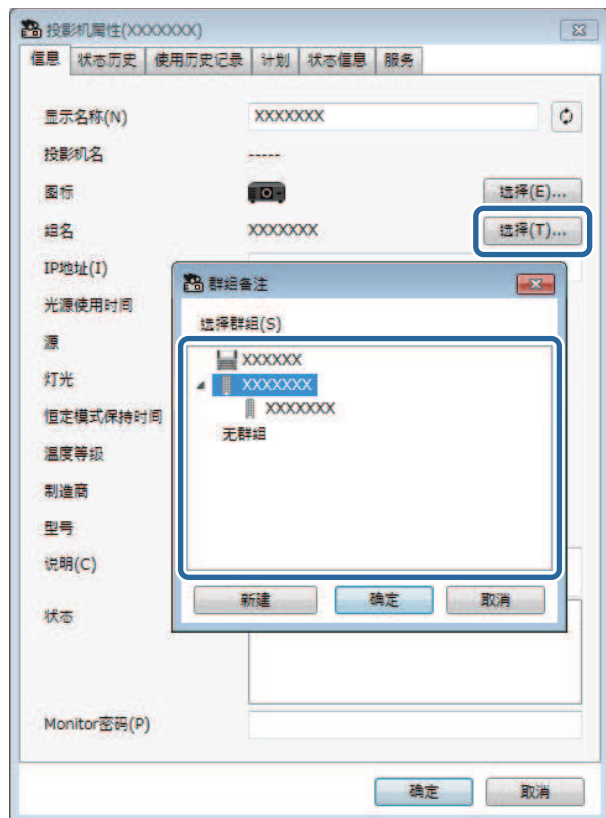 投影机属性(XXXXXXXX)
信息 状态历史 使用历史记录 计划 状态信息 服务
显示名称(N) XXXXXXX
投影机名 -----
图标 选择(E)...
组名 XXXXXXX 选择(T)...
IP地址(I)
群组备注
光源使用时间
选择群组(S)
源
XXXXXX
灯光
XXXXXXX
恒定模式保持时间
XXXXXXX
无群组
温度等级
制造商
型号
说明(C)
新建 确定 取消
状态
Monitor密码(P)
确定 取消